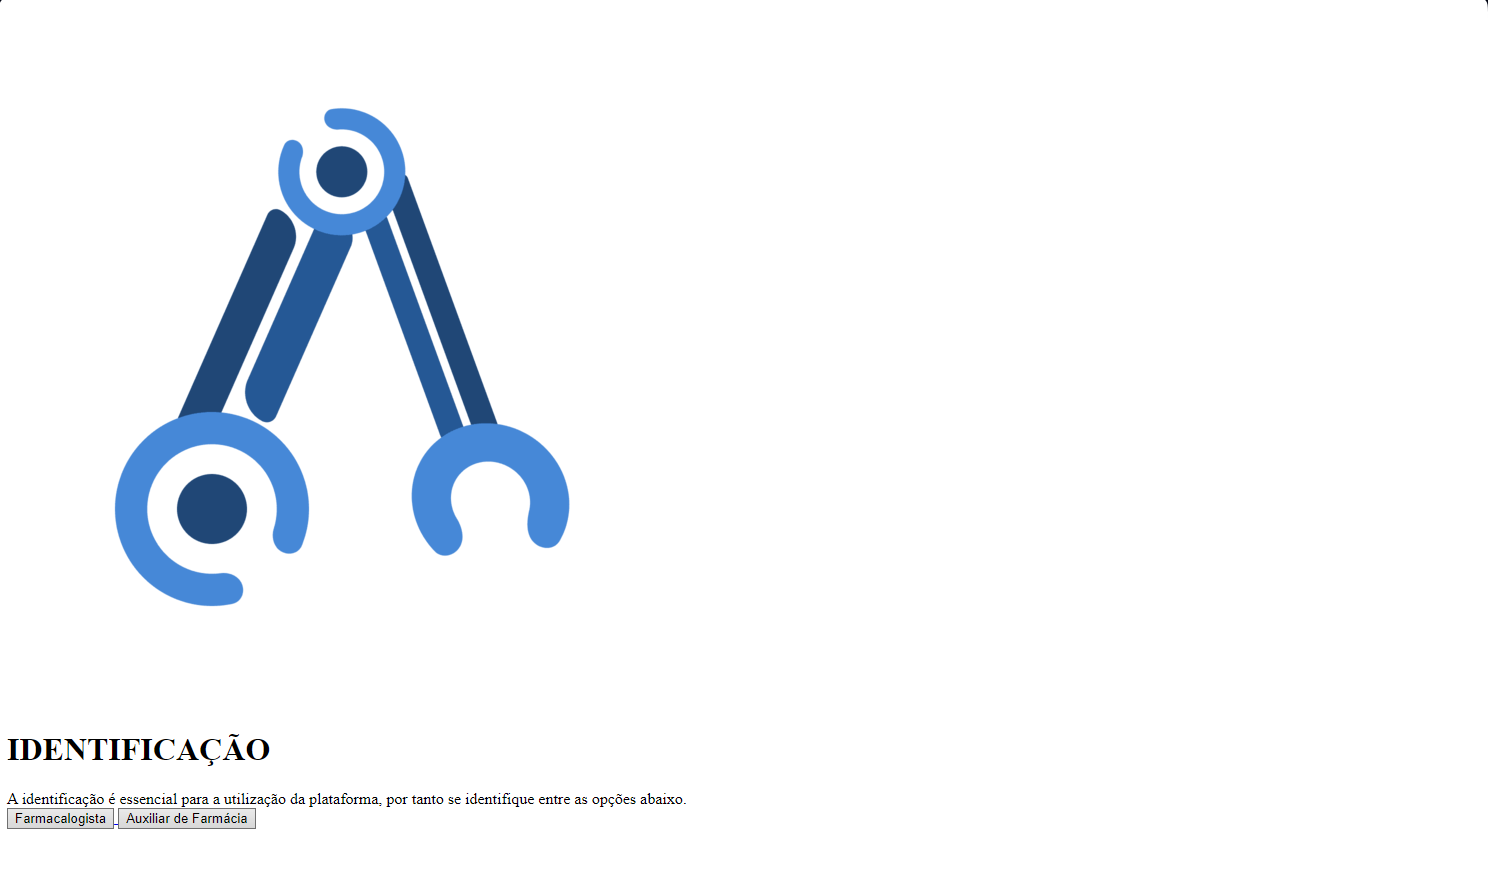 IDENTIFICAÇÃO
A identificação é essencial para a utilização da plataforma, por tanto se identifique entre as opções abaixo.
Farmacalogista Auxiliar de Farmácia